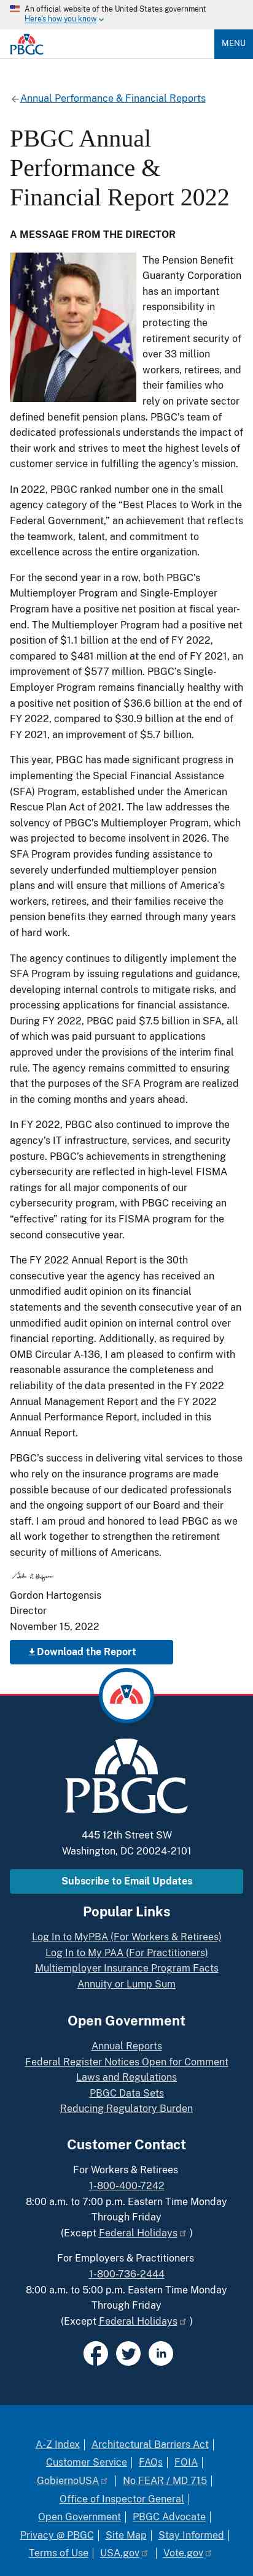 An official website of the United States government
Here's how you know
PBGC
MENU
Annual Performance & Financial Reports
PBGC Annual
Performance &
Financial Report 2022
A MESSAGE FROM THE DIRECTOR
The Pension Benefit
Guaranty Corporation
has an important
responsibility in
protecting the
retirement security of
over 33 million
workers, retirees, and
their families who
rely on private sector
defined benefit pension plans. PBGC's team of
dedicated professionals understands the impact of
their work and strives to meet the highest levels of
customer service in fulfilling the agency's mission.
In 2022, PBGC ranked number one in the small
agency category of the "Best Places to Work in the
Federal Government," an achievement that reflects
the teamwork, talent, dedication, and commitment to
excellence across the entire organization.
For the second year in a row, both PBGC's
Multiemployer Program and Single-Employer
Program have a positive net position at fiscal year-
end. The Multiemployer Program had a positive net
position of $1.1 billion at the end of FY 2022,
compared to $481 million at the end of FY 2021, an
improvement of $577 million. PBGC's Single-
Employer Program remains financially healthy with
a positive net position of $36.6 billion at the end of
FY 2022, compared to $30.9 billion at the end of
FY 2021, an improvement of $5.7 billion.
This year, PBGC has made significant progress in
implementing the Special Financial Assistance
(SFA) Program, established under the American
Rescue Plan Act of 2021. The law addresses the
solvency of PBGC's Multiemployer Program, which
was projected to become insolvent in 2026. The
SFA Program provides funding assistance to
severely underfunded multiemployer pension
plans and will ensure that millions of America's
workers, retirees, and their families receive the
pension benefits they earned through many years
of hard work.
The agency continues to diligently implement the
SFA Program by issuing regulations and guidance,
developing internal controls to mitigate risks, and
processing applications for financial assistance.
During FY 2022, PBGC paid $7.5 billion in SFA, all
of which was paid pursuant to applications
approved under the provisions of the interim final
rule. The agency remains committed to ensuring
that the purposes of the SFA Program are realized
in the coming months and years ahead.
In FY 2022, PBGC also continued to improve the
agency's IT infrastructure, services, and security
posture. PBGC's achievements in strengthening
cybersecurity are reflected in high-level FISMA
ratings for all major components of our
cybersecurity program, with PBGC receiving a
"effective" rating for its FISMA program for the
second year in a row.
The FY 2022 Annual Report is the 30th
consecutive year the agency has received an
unmodified audit opinion on its financial
statements and the seventh consecutive year of an
unmodified audit opinion on internal control over
financial reporting. Additionally, as required by
OMB Circular A-136, I am pleased to confirm with
reasonable assurance the completeness and
reliability of the data presented in the FY 2022
Annual Management Report and the FY 2022
Annual Performance Report, included in this
Annual Report.
PBGC's success in delivering vital services to those
who rely on the insurance programs are made
possible because of our dedicated professionals
and the ongoing support of our Board and their
staff. I am proud and honored to lead PBGC as we
all work together to strengthen the retirement
security of millions of Americans.
Gordon Hartogensis
Director
November 15, 2022
Download the Report
PBGC
445 12th Street SW
Washington, DC 20024-2101
Subscribe to Email Updates
Popular Links
Log In to MyPBA (For Workers & Retirees)
Log In to My PAA (For Practitioners)
Multiemployer Insurance Program Facts
Annuity or Lump Sum
Open Government
Annual Reports
Federal Register Notices Open for Comment
Laws and Regulations
PBGC Data Sets
Reducing Regulatory Burden
Customer Contact
For Workers & Retirees
1-800-400-7242
8:00 a.m. to 7:00 p.m. Eastern Time Monday
Through Friday
(Except Federal Holidays )
For Employers & Practitioners
1-800-736-2444
8:00 a.m. to 5:00 p.m. Eastern Time Monday
Through Friday
(Except Federal Holidays )
A-Z Index | Architectural Barriers Act |
Customer Service | FAQs | FOIA |
GobiernoUSA | No FEAR / MD 715 |
Office of Inspector General |
Open Government | PBGC Advocate |
Privacy @ PBGC | Site Map | Stay Informed |
Terms of Use | USA.gov | Vote.gov